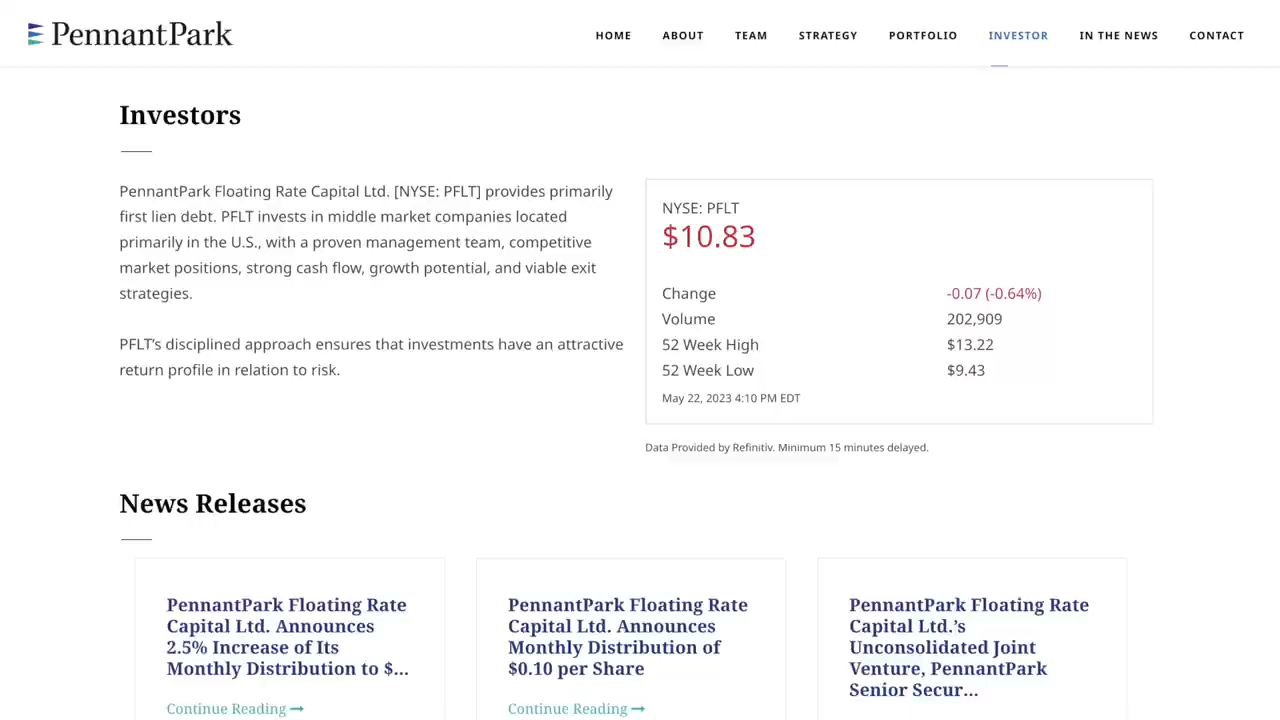 PennantPark
HOME ABOUT TEAM STRATEGY PORTFOLIO INVESTOR IN THE NEWS CONTACT
Investors
PennantPark Floating Rate Capital Ltd. [NYSE: PFLT] provides primarily
first lien debt. PFLT invests in middle market companies located
primarily in the U.S., with a proven management team, competitive
market positions, strong cash flow, growth potential, and viable exit
strategies.
PFLT’s disciplined approach ensures that investments have an attractive
return profile in relation to risk.
NYSE: PFLT
$10.83
Change -0.07 (-0.64%)
Volume 202,909
52 Week High $13.22
52 Week Low $9.43
May 22, 2023 4:10 PM EDT
Data Provided by Refinitiv. Minimum 15 minutes delayed.
News Releases
PennantPark Floating Rate
Capital Ltd. Announces
2.5% Increase of Its
Monthly Distribution to $...
Continue Reading
PennantPark Floating Rate
Capital Ltd. Announces
Monthly Distribution of
$0.10 per Share
Continue Reading
PennantPark Floating Rate
Capital Ltd.’s
Unconsolidated Joint
Venture, PennantPark
Senior Secur...